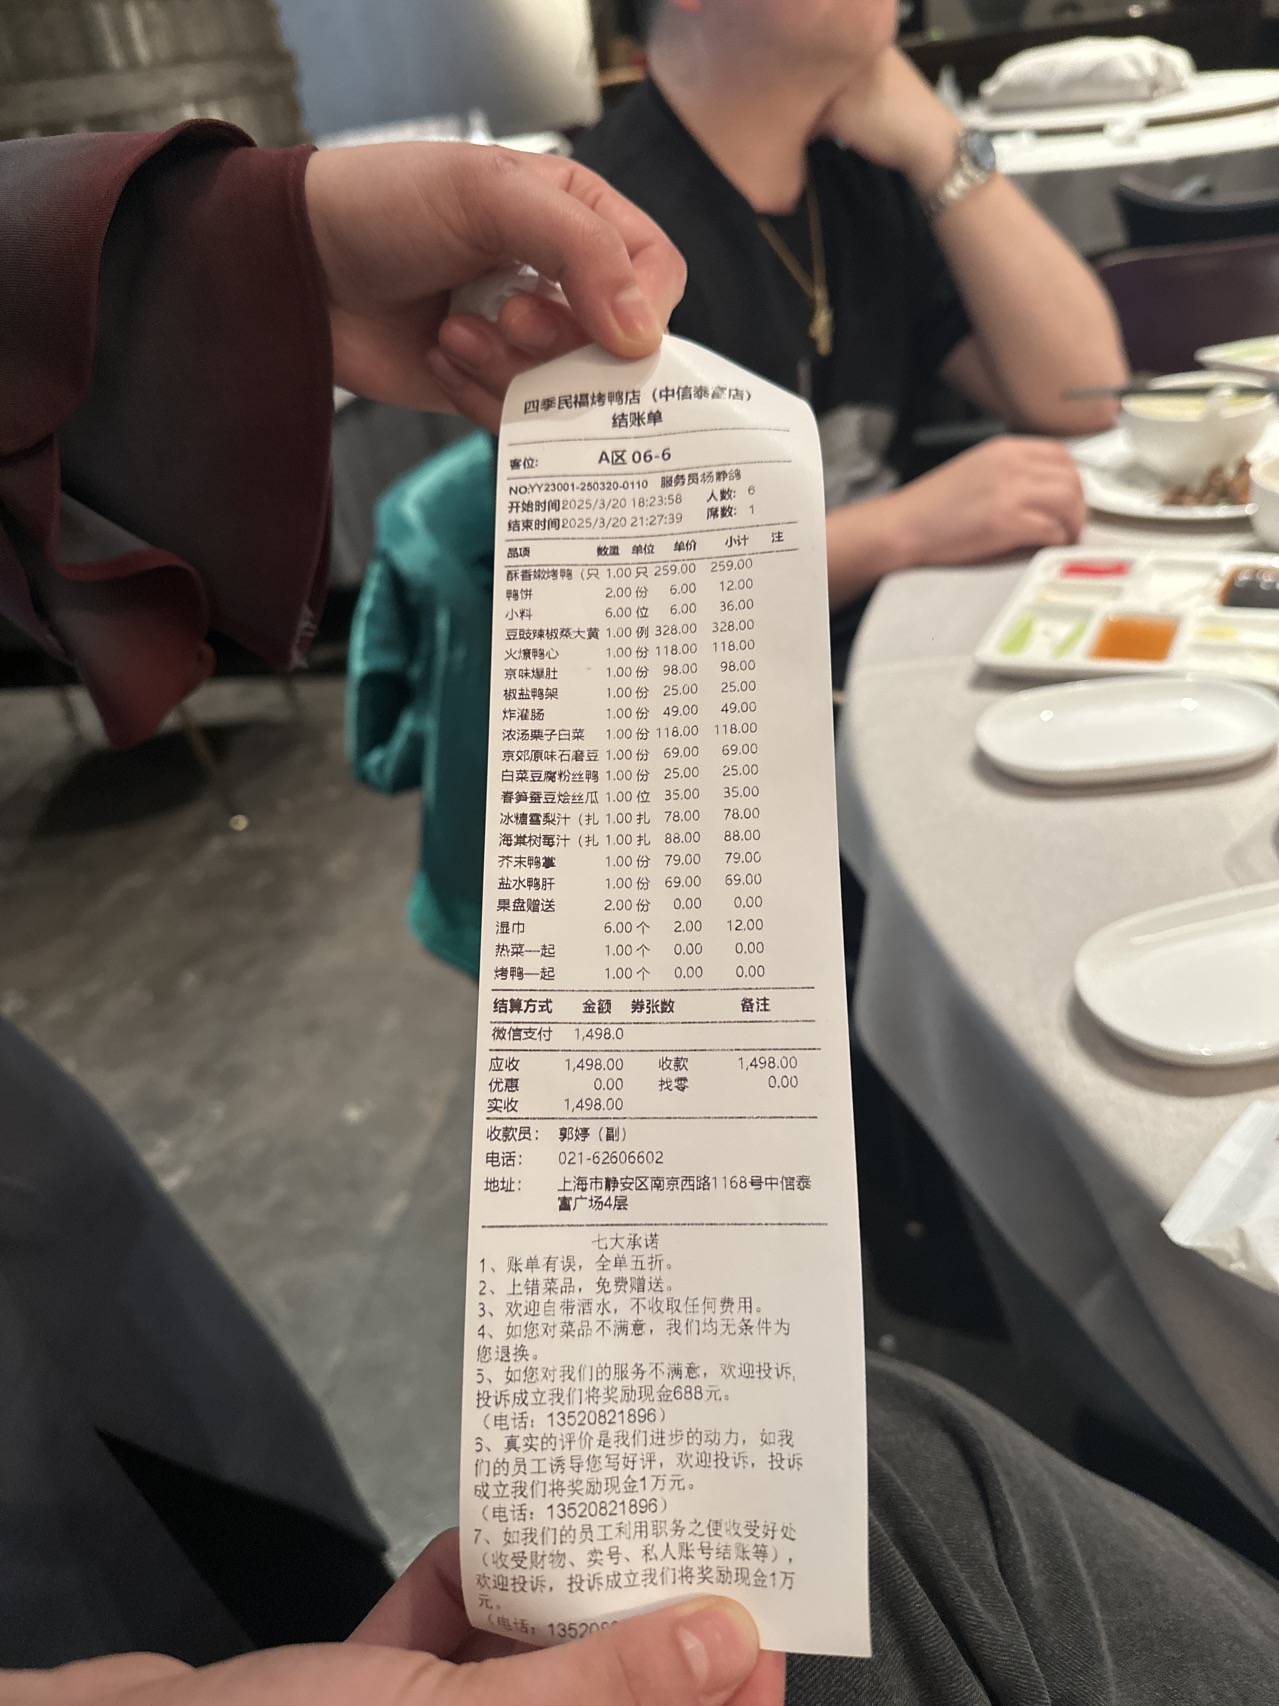 四季民福烤鸭店（中信泰富店）
结账单
客位： A区 06-6
NO:YY23001-250320-0110 服务员杨静鸽
开始时间2025/3/20 18:23:58 人数： 6
结束时间2025/3/20 21:27:39 席数： 1
品项 数量 单位 单价 小计 注
酥香嫩烤鸭（只 1.00 只 259.00 259.00
鸭饼 2.00 份 6.00 12.00
小料 6.00 位 6.00 36.00
豆豉辣椒蒸大黄 1.00 例 328.00 328.00
火燎鸭心 1.00 份 118.00 118.00
京味爆肚 1.00 份 98.00 98.00
椒盐鸭架 1.00 份 25.00 25.00
炸灌肠 1.00 份 49.00 49.00
浓汤栗子白菜 1.00 份 118.00 118.00
京郊原味石磨豆 1.00 份 69.00 69.00
白菜豆腐粉丝鸭 1.00 份 25.00 25.00
春笋蚕豆烩丝瓜 1.00 位 35.00 35.00
冰糖雪梨汁（扎 1.00 扎 78.00 78.00
海棠树莓汁（扎 1.00 扎 88.00 88.00
芥末鸭掌 1.00 份 79.00 79.00
盐水鸭肝 1.00 份 69.00 69.00
果盘赠送 2.00 份 0.00 0.00
湿巾 6.00 个 2.00 12.00
热菜一起 1.00 个 0.00 0.00
烤鸭一起 1.00 个 0.00 0.00
结算方式 金额 券张数 备注
微信支付 1,498.0
应收 1,498.00 收款 1,498.00
优惠 0.00 找零 0.00
实收 1,498.00
收款员： 郭婷（副）
电话： 021-62606602
地址： 上海市静安区南京西路1168号中信泰
富广场4层
七大承诺
1、账单有误，全单五折。
2、上错菜品，免费赠送。
3、欢迎自带酒水，不收取任何费用。
4、如您对菜品不满意，我们均无条件为
您退换。
5、如您对我们的服务不满意，欢迎投诉，
投诉成立我们将奖励现金688元。
（电话：13520821896）
6、真实的评价是我们进步的动力，如我
们的员工诱导您写好评，欢迎投诉，投诉
成立我们将奖励现金1万元。
（电话：13520821896）
7、如我们的员工利用职务之便收受好处
（收受财物、卖号、私人账号结账等），
欢迎投诉，投诉成立我们将奖励现金1万
元。
（电话：13520